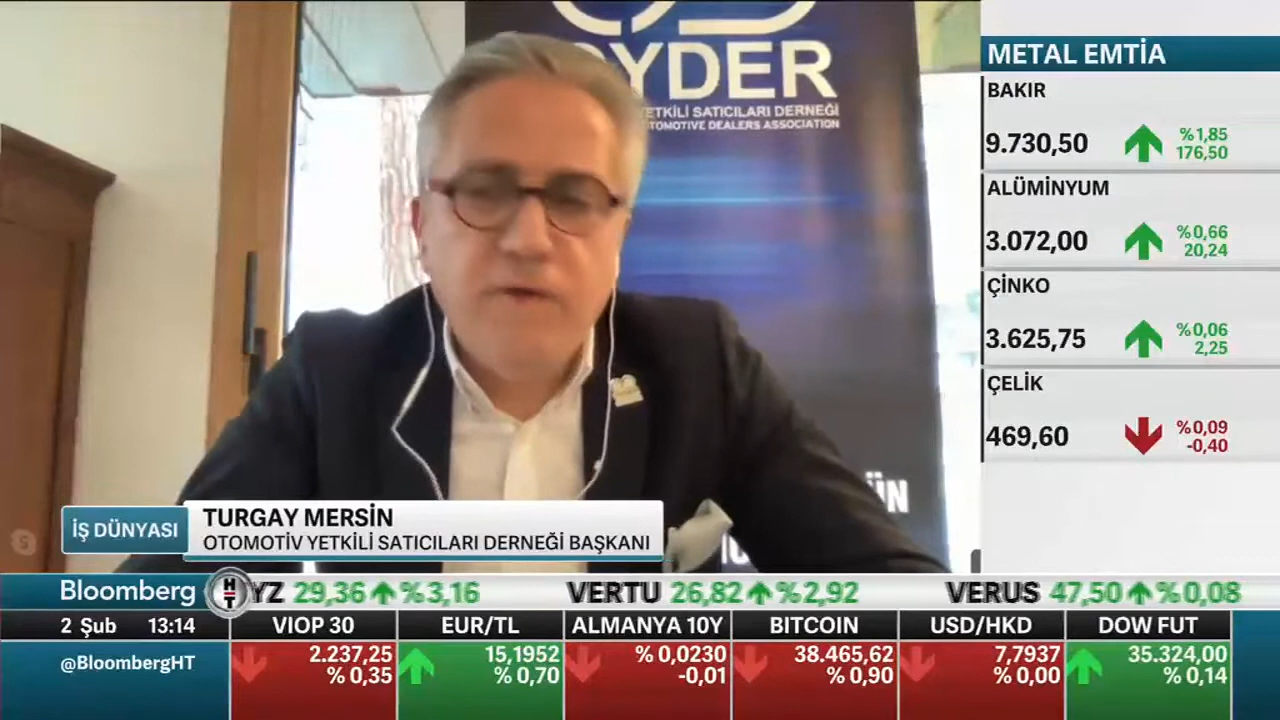 YDER
YETKİLİ SATICILARI DERNEĞİ
AUTOMOTIVE DEALERS ASSOCIATION
METAL EMTİA
BAKIR
9.730,50
%1,85
176,50
ALÜMİNYUM
3.072,00
%0,66
20,24
ÇİNKO
3.625,75
%0,06
2,25
ÇELİK
469,60
%0,09
-0,40
İŞ DÜNYASI
TURGAY MERSİN
OTOMOTİV YETKİLİ SATICILARI DERNEĞİ BAŞKANI
Bloomberg HT
YZ 29,36 %3,16 VERTU 26,82 %2,92 VERUS 47,50 %0,08
2 Şub 13:14
@BloombergHT
VIOP 30
2.237,25
% 0,35
EUR/TL
15,1952
% 0,70
ALMANYA 10Y
% 0,0230
-0,01
BITCOIN
38.465,62
% 0,90
USD/HKD
7,7937
% 0,00
DOW FUT
35.324,00
% 0,14